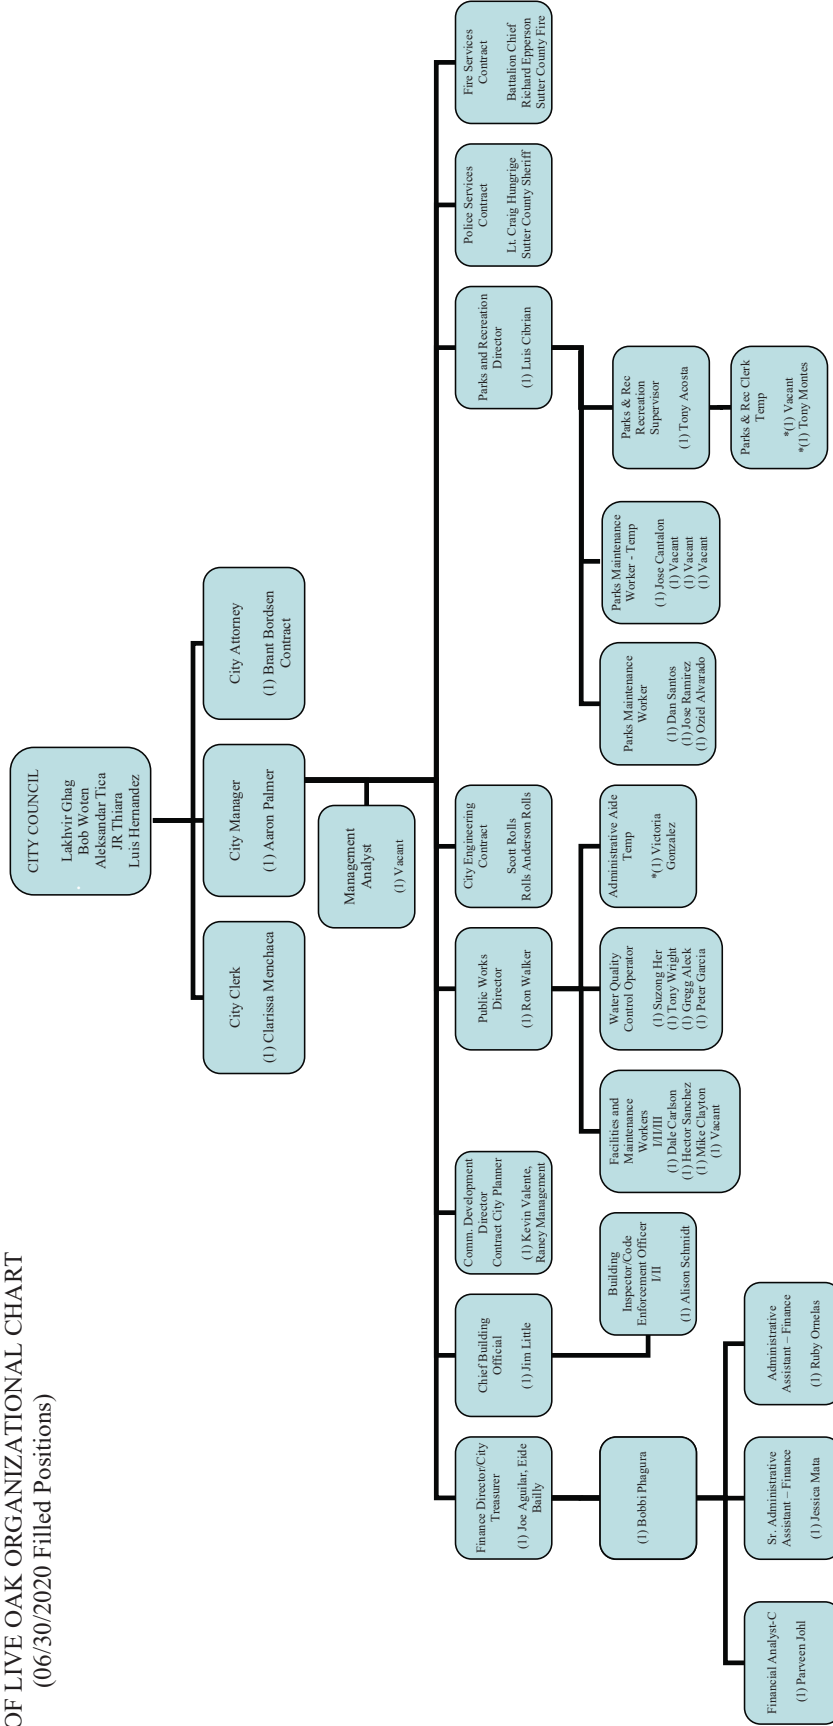 OF LIVE OAK ORGANIZATIONAL CHART
(06/30/2020 Filled Positions)
CITY COUNCIL
Lakhvir Ghag
Bob Woten
Aleksandar Tica
JR Thiara
Luis Hernandez
City Clerk
(1) Clarissa Menchaca
City Manager
(1) Aaron Palmer
City Attorney
(1) Brant Bordsen
Contract
Management
Analyst
(1) Vacant
Finance Director/City
Treasurer
(1) Joe Aguilar, Eide
Bailly
Chief Building
Official
(1) Jim Little
Comm. Development
Director
Contract City Planner
(1) Kevin Valente,
Raney Management
Public Works
Director
(1) Ron Walker
City Engineering
Contract
Scott Rolls
Rolls Anderson Rolls
Parks and Recreation
Director
(1) Luis Cibrian
Police Services
Contract
Lt. Craig Hungrige
Sutter County Sheriff
Fire Services
Contract
Battalion Chief
Richard Epperson
Sutter County Fire
(1) Bobbi Phagura
Building
Inspector/Code
Enforcement Officer
I/II
(1) Alison Schmidt
Facilities and
Maintenance
Workers
I/II/III
(1) Dale Carlson
(1) Hector Sanchez
(1) Mike Clayton
(1) Vacant
Water Quality
Control Operator
(1) Suzong Her
(1) Tony Wright
(1) Gregg Aleck
(1) Peter Garcia
Administrative Aide
Temp
*(1) Victoria
Gonzalez
Parks Maintenance
Worker
(1) Dan Santos
(1) Jose Ramirez
(1) Oziel Alvarado
Parks Maintenance
Worker - Temp
(1) Jose Cantalon
(1) Vacant
(1) Vacant
(1) Vacant
Parks & Rec
Recreation
Supervisor
(1) Tony Acosta
Parks & Rec Clerk
Temp
*(1) Vacant
*(1) Tony Montes
Financial Analyst-C
(1) Parveen Johl
Sr. Administrative
Assistant – Finance
(1) Jessica Mata
Administrative
Assistant – Finance
(1) Ruby Ornelas